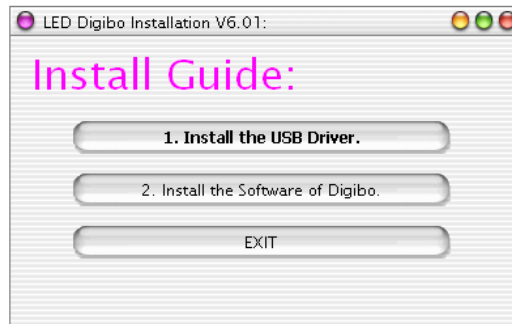 LED Digibo Installation V6.01:
Install Guide:
1. Install the USB Driver.
2. Install the Software of Digibo.
EXIT